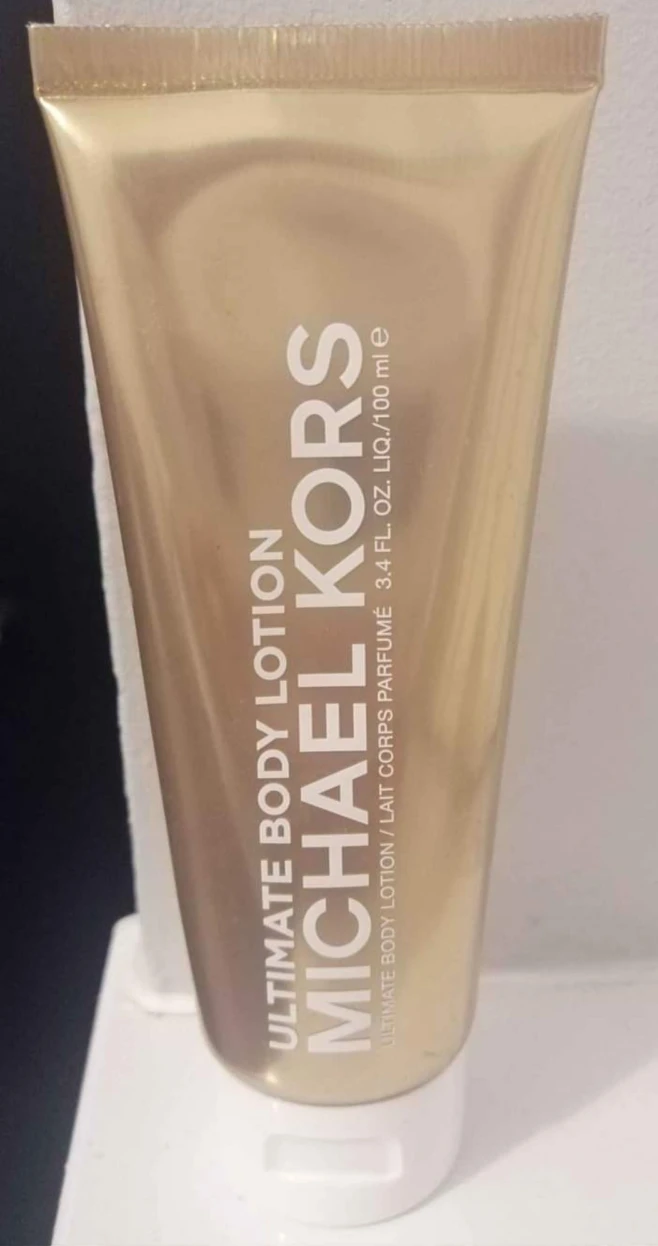 ULTIMATE BODY LOTION
MICHAEL KORS
ULTIMATE BODY LOTION / LAIT CORPS PARFUMÉ 3.4 FL. OZ. LIQ./100 ml ℮